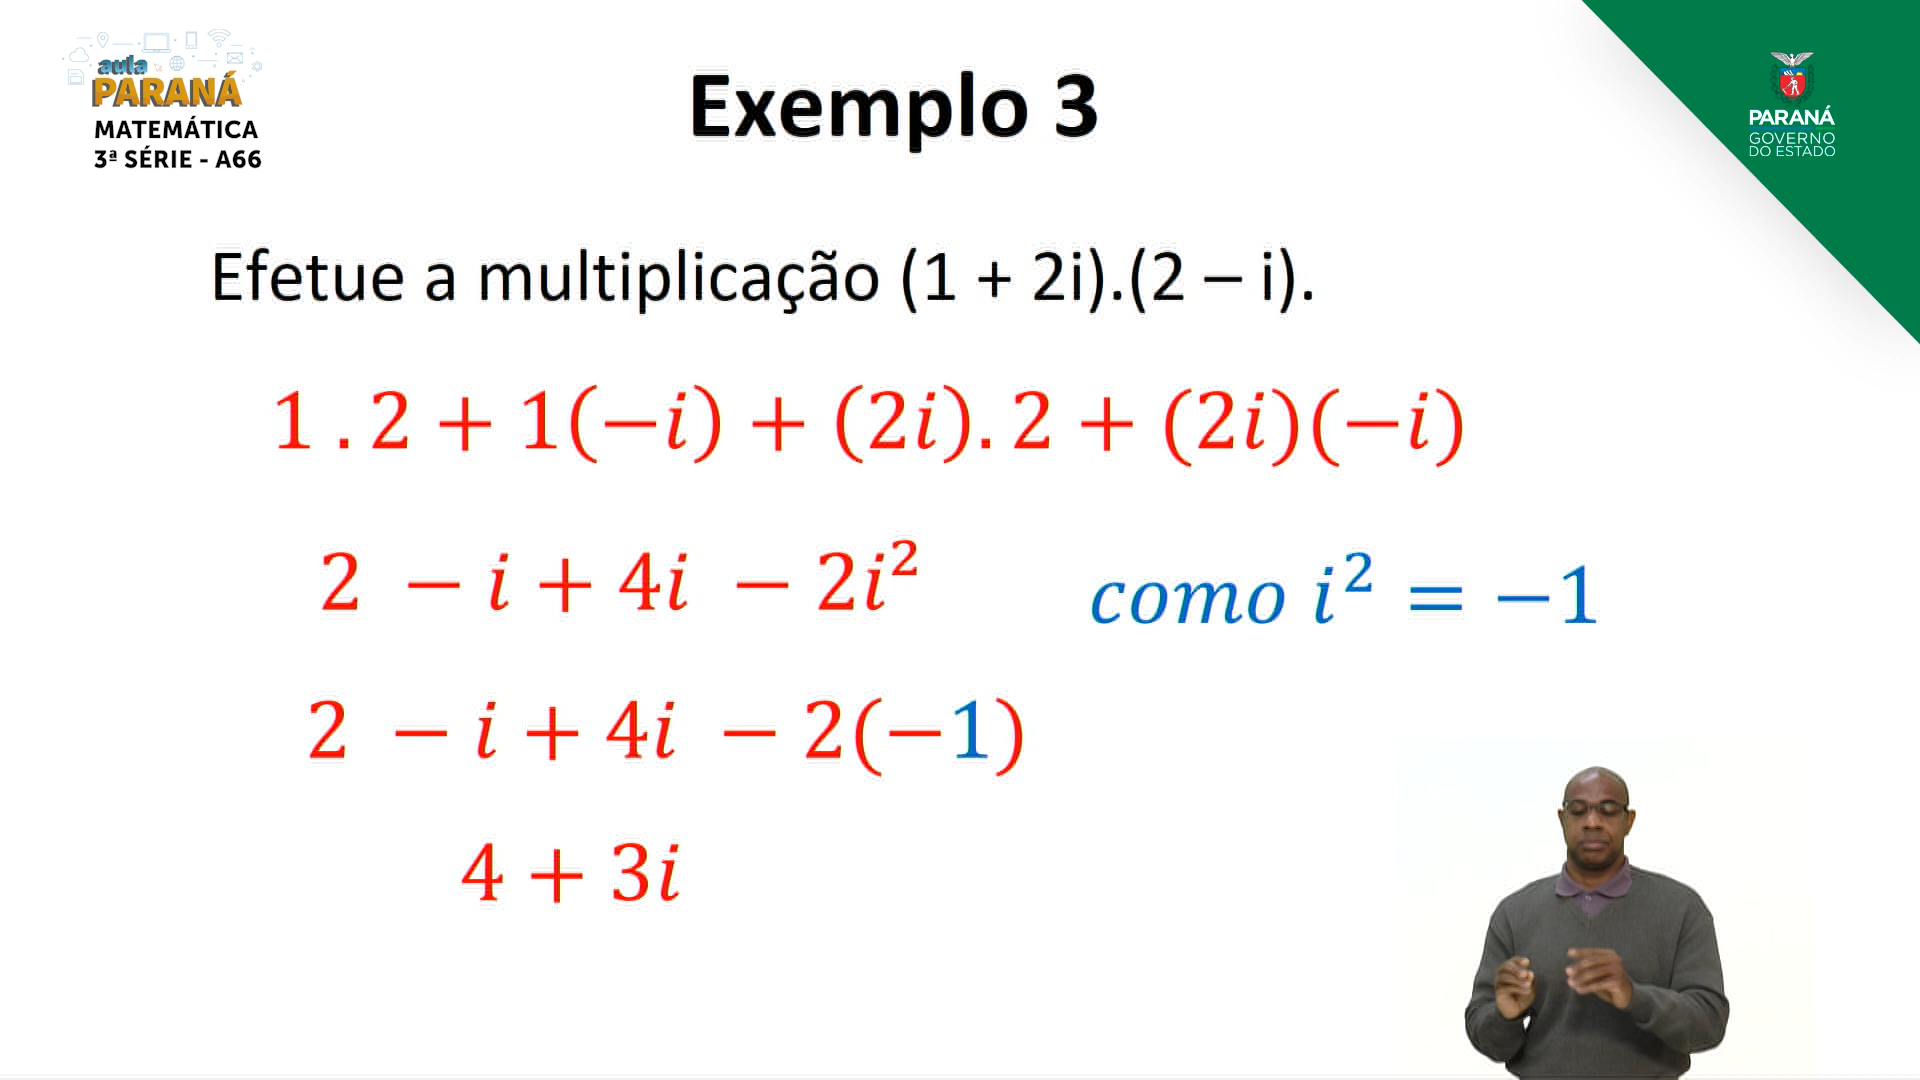 aula
PARANÁ
MATEMÁTICA
3ª SÉRIE - A66
Exemplo 3
PARANÁ
GOVERNO
DO ESTADO
Efetue a multiplicação (1 + 2i).(2 – i).
1 . 2 + 1(−i) + (2i). 2 + (2i)(−i)
2 − i + 4i − 2i²
como i² = −1
2 − i + 4i − 2(−1)
4 + 3i